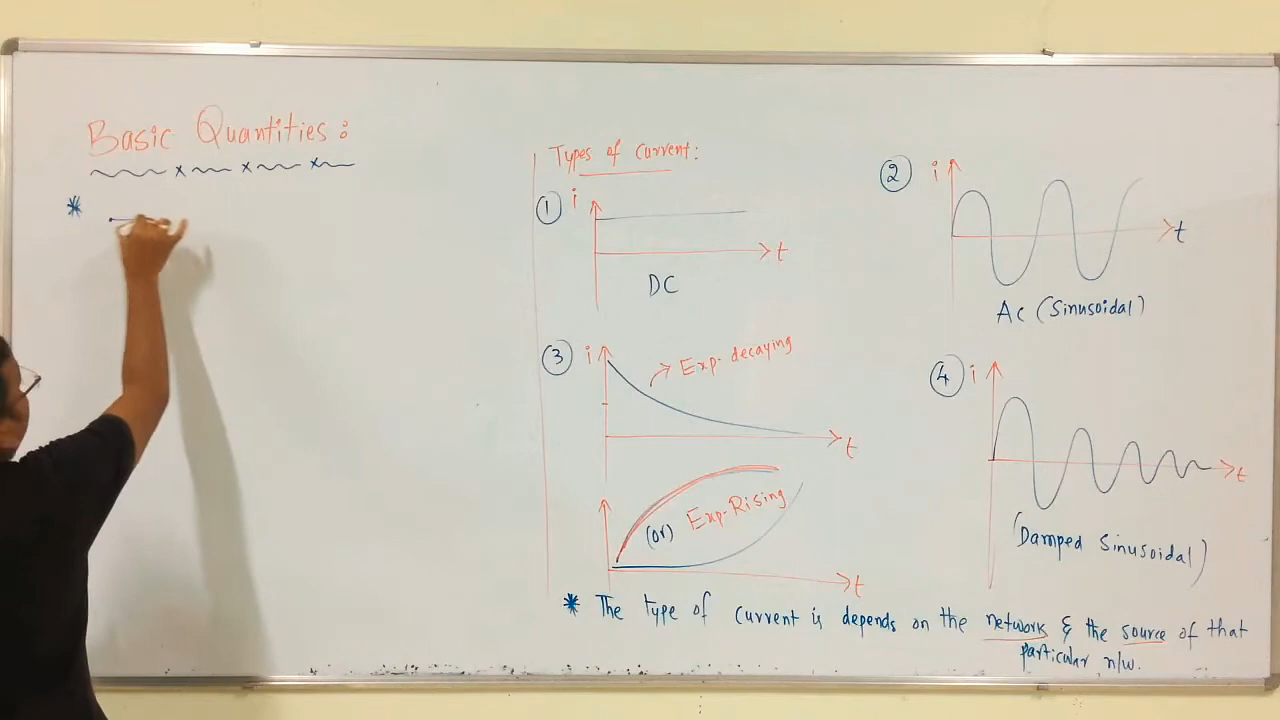 Basic Quantities:
*
Types of current:
① i
t
DC
② i
t
Ac (Sinusoidal)
③ i
Exp. decaying
t
(or) Exp. Rising
t
④ i
t
(Damped Sinusoidal)
* The type of current is depends on the network & the source of that
particular n/w.